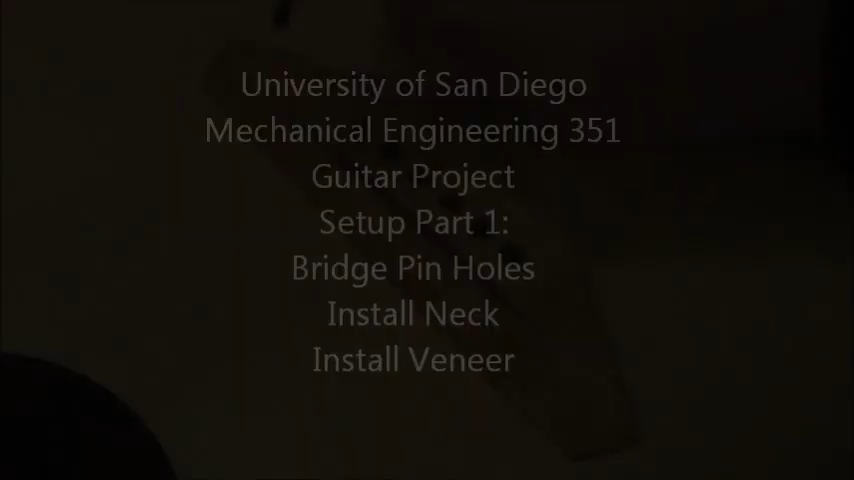 University of San Diego
Mechanical Engineering 351
Guitar Project
Setup Part 1:
Bridge Pin Holes
Install Neck
Install Veneer